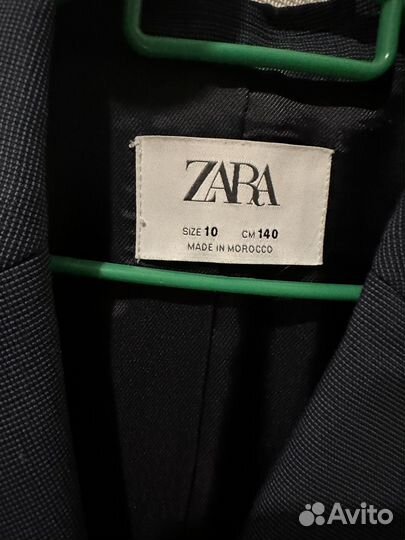 ZARA
SIZE 10 CM 140
MADE IN MOROCCO
Avito